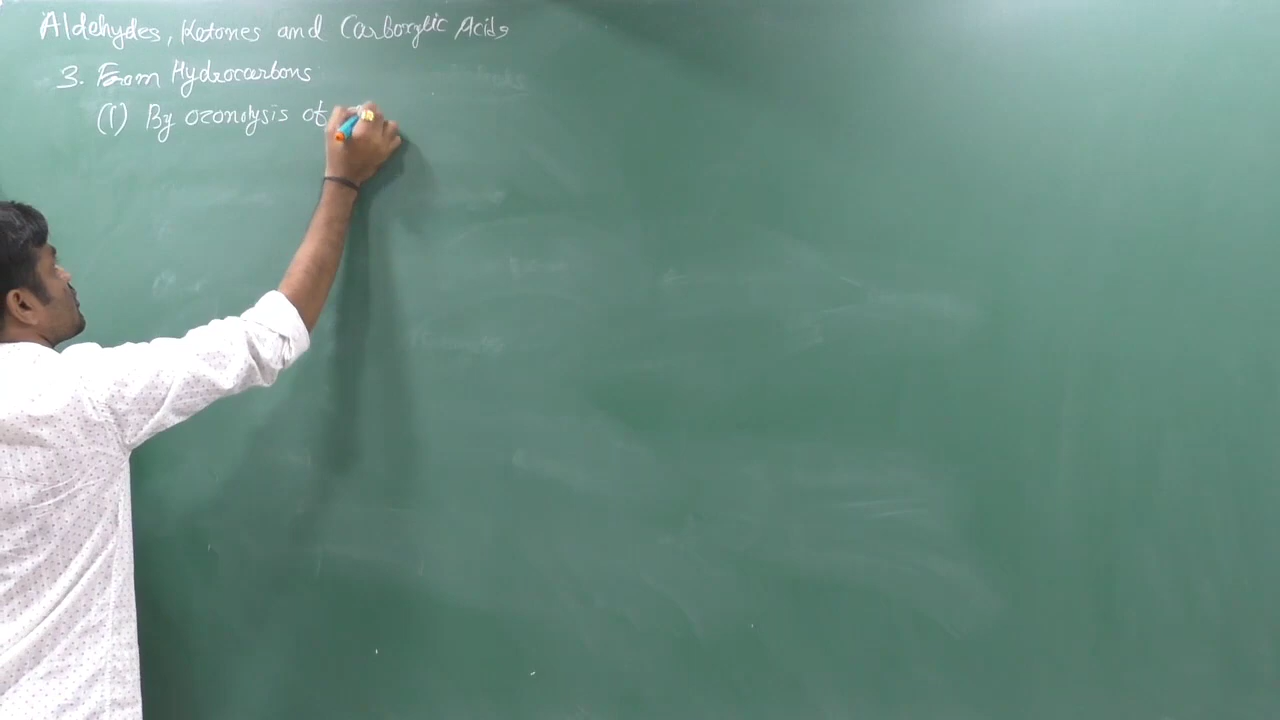 Aldehydes, Ketones and Carboxylic Acids
3. From Hydrocarbons
(1) By ozonolysis of